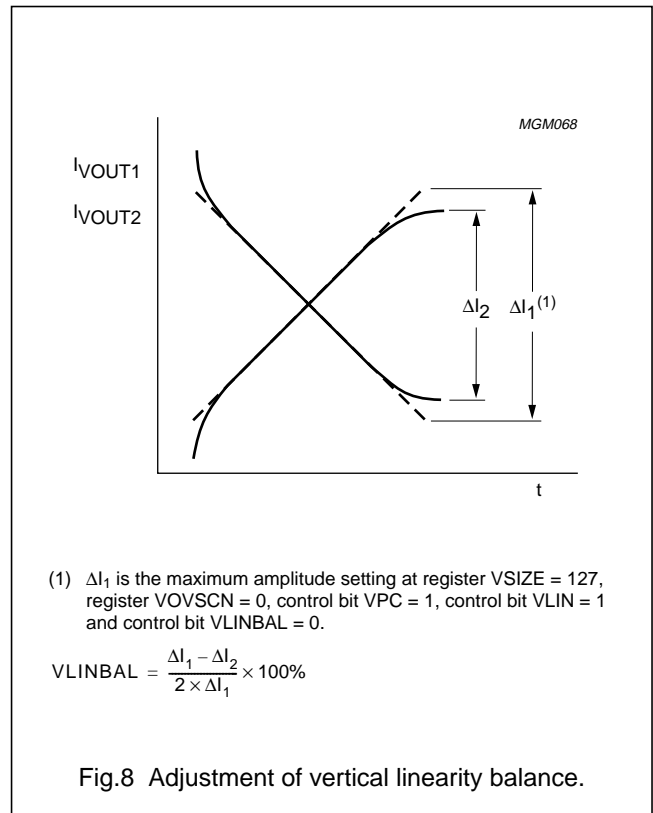 MGM068
IVOUT1
IVOUT2
ΔI2
ΔI1(1)
t
(1) ΔI1 is the maximum amplitude setting at register VSIZE = 127,
register VOVSCN = 0, control bit VPC = 1, control bit VLIN = 1
and control bit VLINBAL = 0.
VLINBAL = (ΔI1 – ΔI2) / (2 × ΔI1) × 100%
Fig.8 Adjustment of vertical linearity balance.